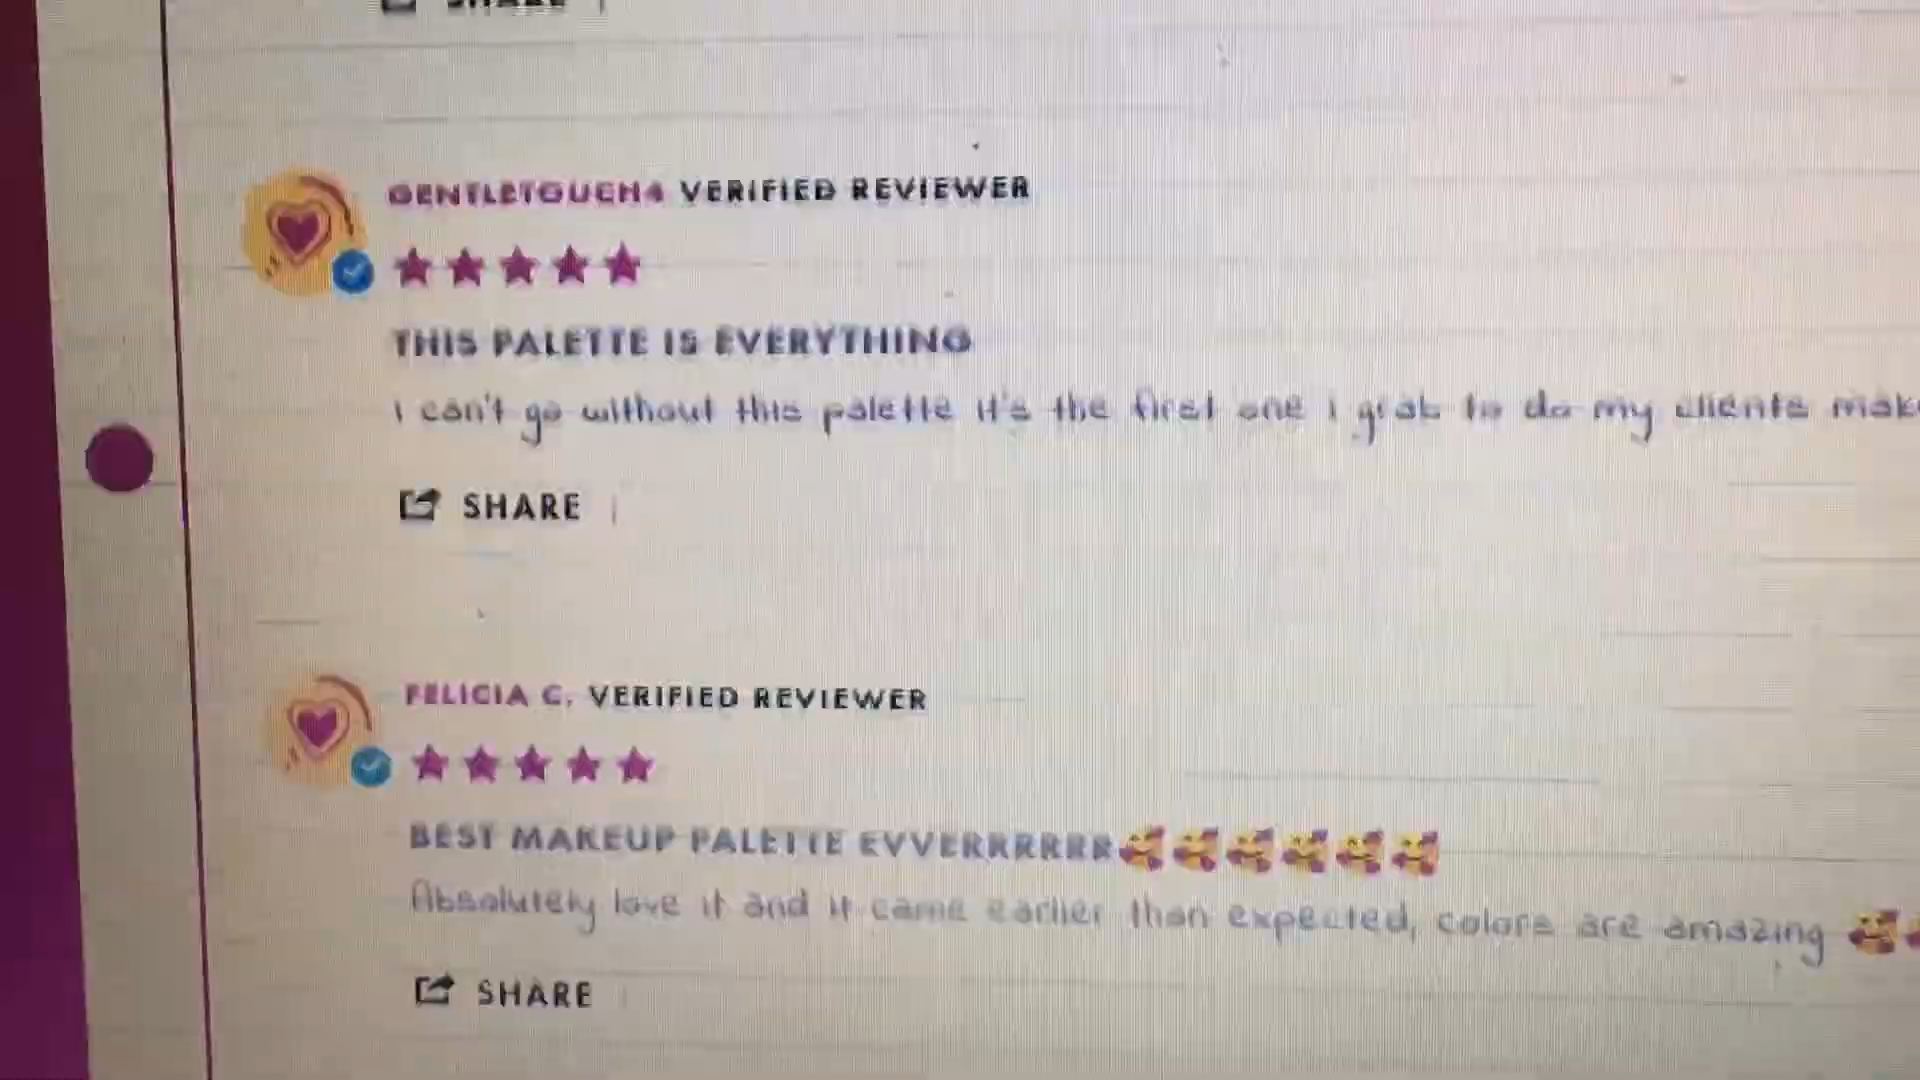 SHARE
GENTLETOUCH4 VERIFIED REVIEWER
THIS PALETTE IS EVERYTHING
I can't go without this palette it's the first one i grab to do my clients
SHARE
FELICIA C. VERIFIED REVIEWER
BEST MAKEUP PALETTE EVVERRRRRR🥰🥰🥰🥰🥰🥰
Absolutely love it and it came earlier than expected, colors are amazing 🥰
SHARE